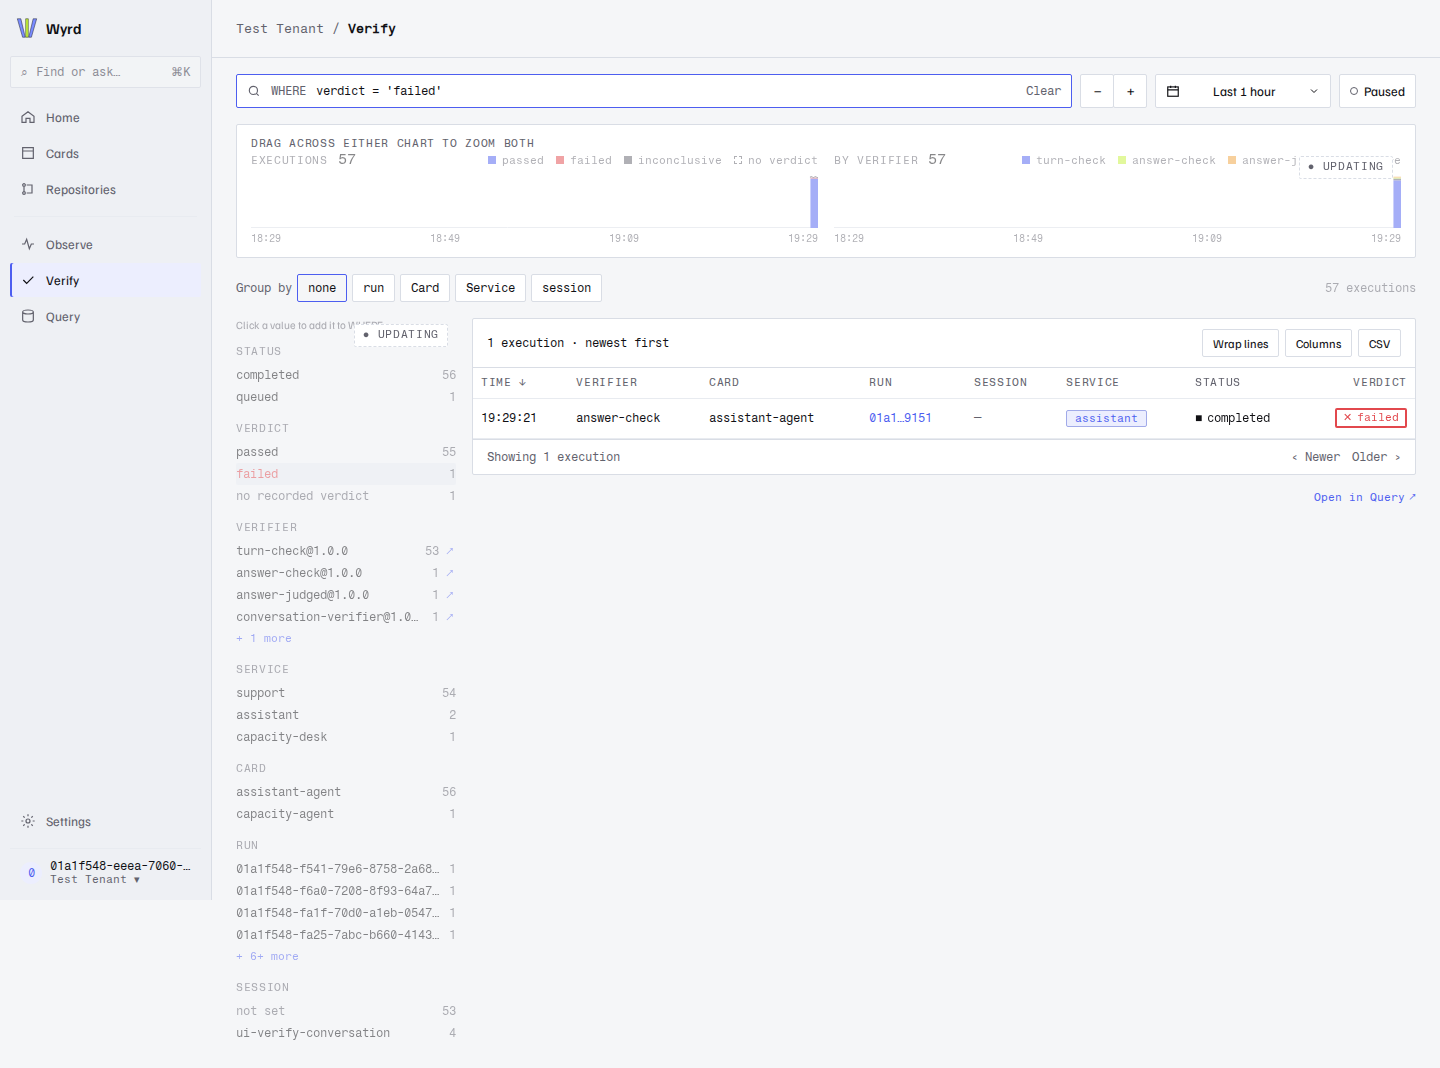 Wyrd
Find or ask… ⌘K
Home
Cards
Repositories
Observe
Verify
Query
Settings
0
01a1f548-eeea-7060-…
Test Tenant ▾
Test Tenant / Verify
WHERE verdict = 'failed' Clear
− +
Last 1 hour
Paused
DRAG ACROSS EITHER CHART TO ZOOM BOTH
EXECUTIONS 57 passed failed inconclusive no verdict
18:29 18:49 19:09 19:29
BY VERIFIER 57 turn-check answer-check answer-j e
• UPDATING
18:29 18:49 19:09 19:29
Group by none run Card Service session
57 executions
Click a value to add it to
• UPDATING
STATUS
completed 56
queued 1
VERDICT
passed 55
failed 1
no recorded verdict 1
VERIFIER
turn-check@1.0.0 53 ↗
answer-check@1.0.0 1 ↗
answer-judged@1.0.0 1 ↗
conversation-verifier@1.0… 1 ↗
+ 1 more
SERVICE
support 54
assistant 2
capacity-desk 1
CARD
assistant-agent 56
capacity-agent 1
RUN
01a1f548-f541-79e6-8758-2a68… 1
01a1f548-f6a0-7208-8f93-64a7… 1
01a1f548-fa1f-70d0-a1eb-0547… 1
01a1f548-fa25-7abc-b660-4143… 1
+ 6+ more
SESSION
not set 53
ui-verify-conversation 4
1 execution · newest first
Wrap lines Columns CSV
TIME ↓ VERIFIER CARD RUN SESSION SERVICE STATUS VERDICT
19:29:21 answer-check assistant-agent 01a1…9151 — assistant ■ completed ✕ failed
Showing 1 execution
‹ Newer Older ›
Open in Query ↗